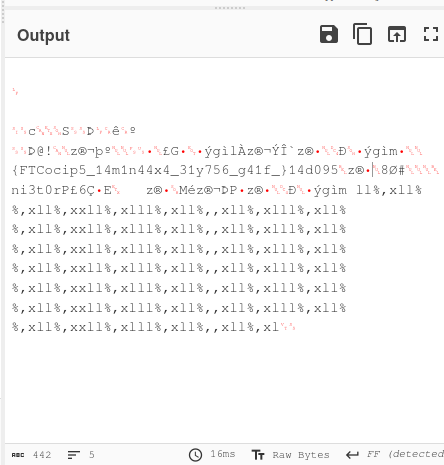 Output
c S D ê º
D@! z®¬þº • £G • • ýgìlÀz®¬ÝÎ`z® • Ð • ýgìm •
{FTCocip5_14m1n44x4_31y756_g41f_}14d095 z® • 8Ø#
ni3t0rP£6Ç • E z® • Méz®¬ÞP • z® • Ð • ýgìm ll%,xll%
%,xll%,xxll%,xlll%,xll%,,xll%,xlll%,xll%
%,xll%,xxll%,xlll%,xll%,,xll%,xlll%,xll%
%,xll%,xxll%,xlll%,xll%,,xll%,xlll%,xll%
%,xll%,xxll%,xlll%,xll%,,xll%,xlll%,xll%
%,xll%,xxll%,xlll%,xll%,,xll%,xlll%,xll%
%,xll%,xxll%,xlll%,xll%,,xll%,xlll%,xll%
%,xll%,xxll%,xlll%,xll%,,xll%,xl
ABC 442 5 16ms Tт Raw Bytes FF (detected